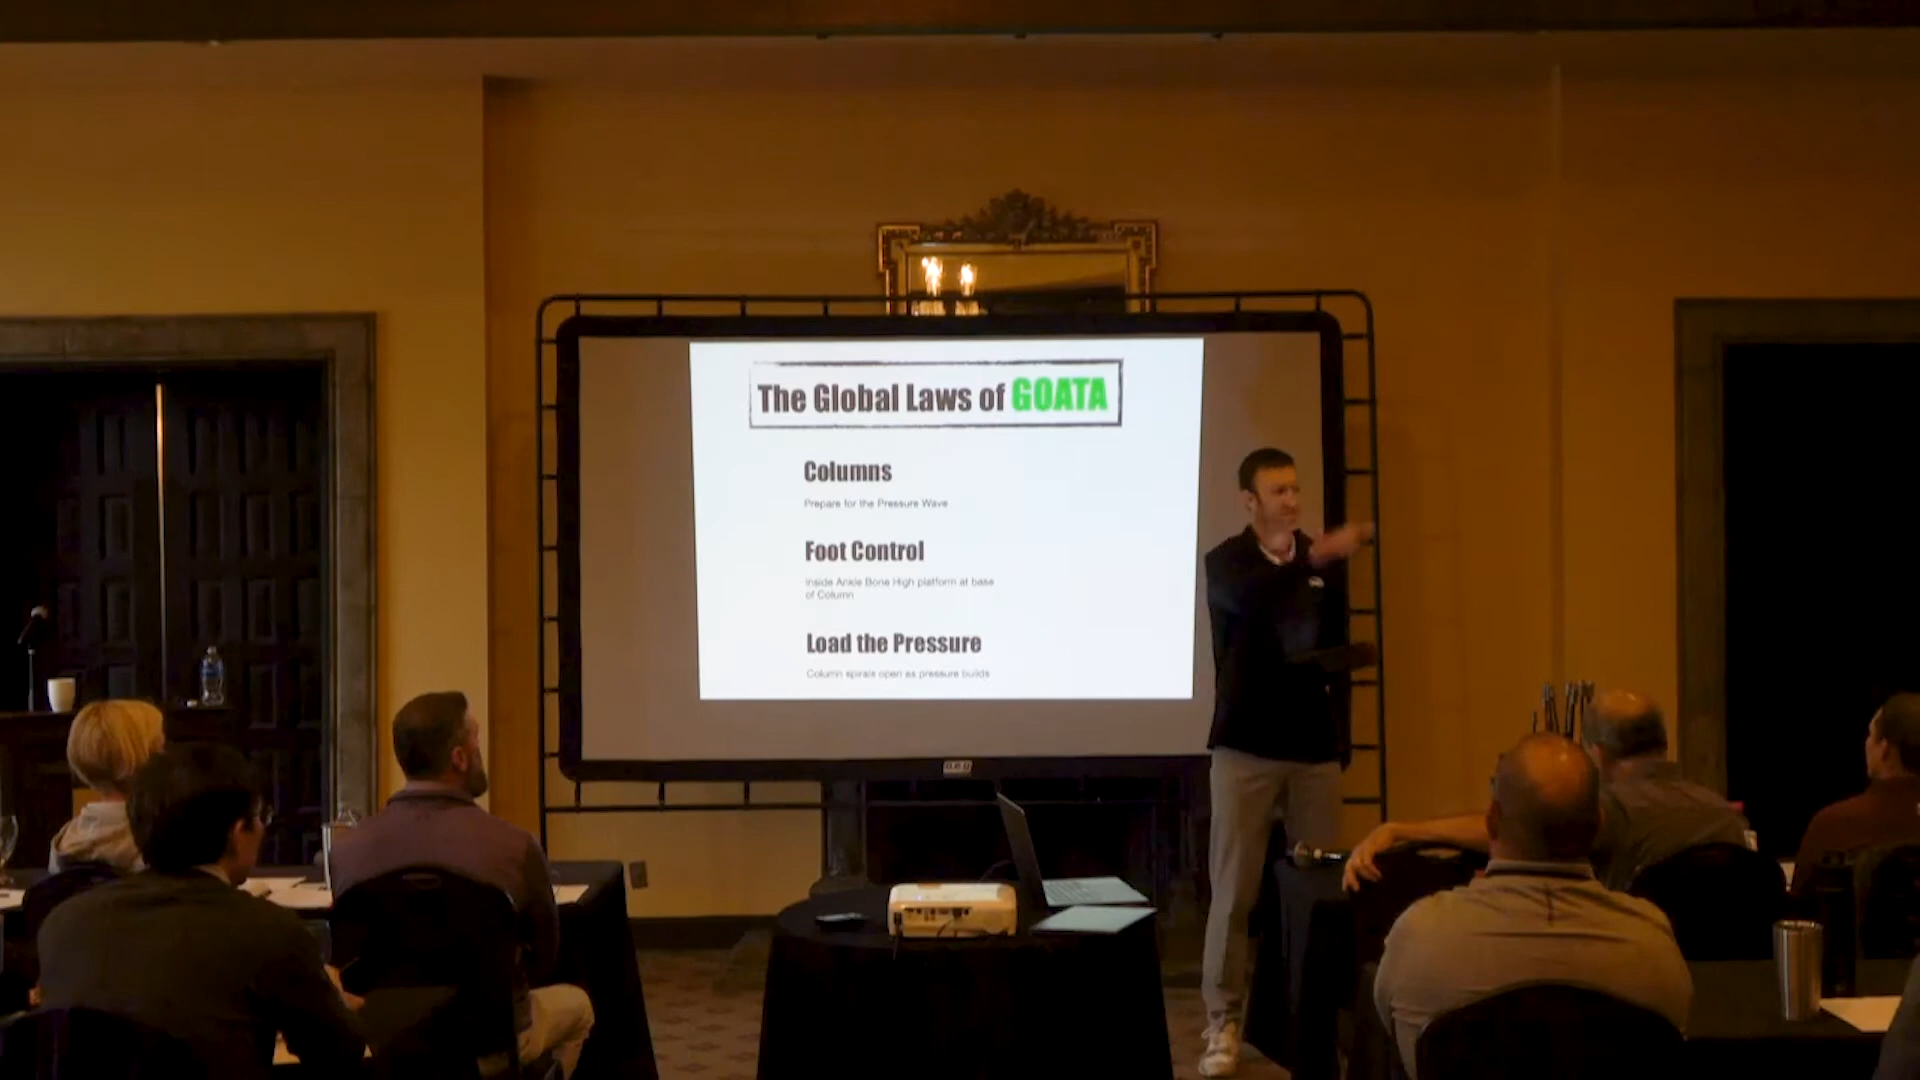 The Global Laws of GOATA
Columns
Prepare for the Pressure Wave
Foot Control
Inside Ankle Bone High platform at base
of Column
Load the Pressure
Column spirals open as pressure builds